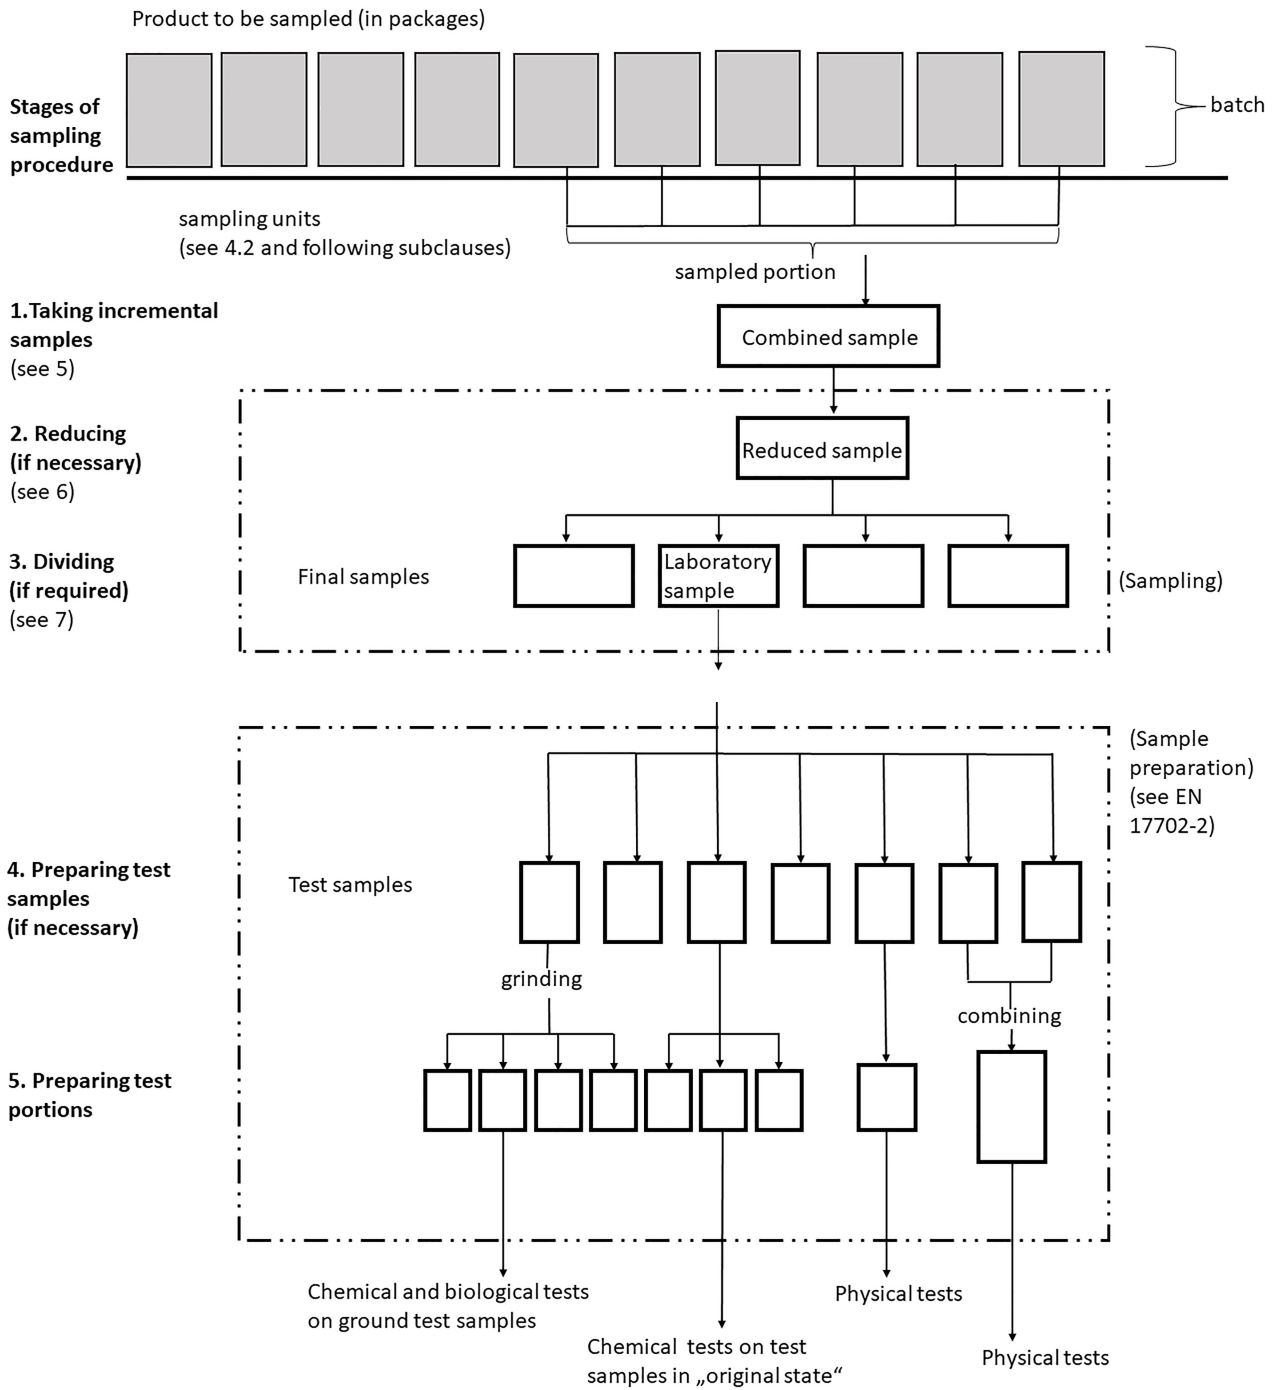 Product to be sampled (in packages)
Stages of
sampling
procedure
batch
sampling units
(see 4.2 and following subclauses)
sampled portion
1.Taking incremental
samples
(see 5)
Combined sample
2. Reducing
(if necessary)
(see 6)
Reduced sample
3. Dividing
(if required)
(see 7)
Final samples
Laboratory
sample
(Sampling)
(Sample
preparation)
(see EN
17702-2)
4. Preparing test
samples
(if necessary)
Test samples
grinding
combining
5. Preparing test
portions
Chemical and biological tests
on ground test samples
Chemical  tests on test
samples in „original state“
Physical tests
Physical tests